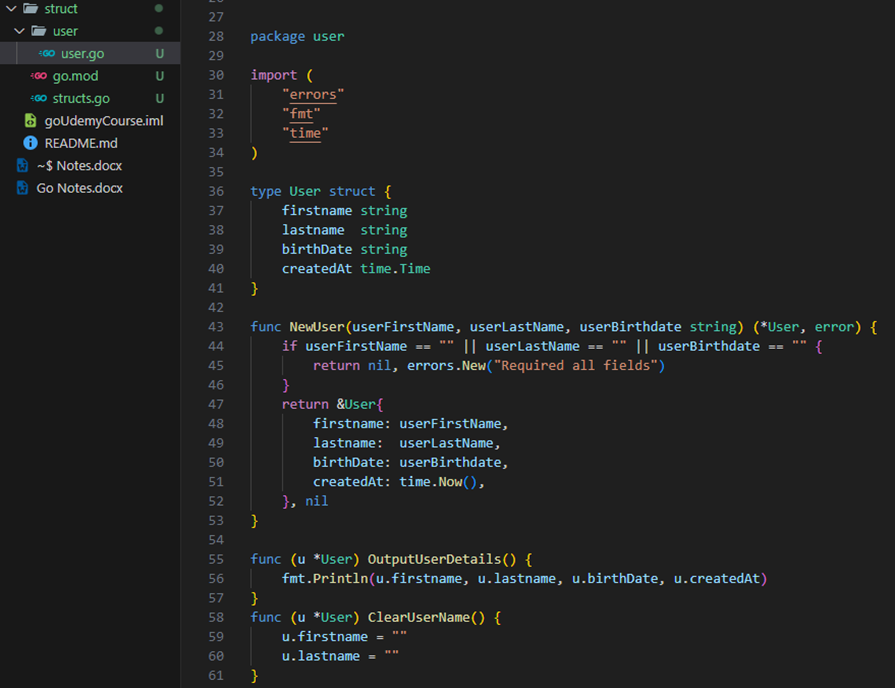 struct
user
user.go U
go.mod U
structs.go U
goUdemyCourse.iml
README.md
~$ Notes.docx
Go Notes.docx
27
28 package user
29
30 import (
31     "errors"
32     "fmt"
33     "time"
34 )
35
36 type User struct {
37     firstname string
38     lastname  string
39     birthDate string
40     createdAt time.Time
41 }
42
43 func NewUser(userFirstName, userLastName, userBirthdate string) (*User, error) {
44     if userFirstName == "" || userLastName == "" || userBirthdate == "" {
45         return nil, errors.New("Required all fields")
46     }
47     return &User{
48         firstname: userFirstName,
49         lastname:  userLastName,
50         birthDate: userBirthdate,
51         createdAt: time.Now(),
52     }, nil
53 }
54
55 func (u *User) OutputUserDetails() {
56     fmt.Println(u.firstname, u.lastname, u.birthDate, u.createdAt)
57 }
58 func (u *User) ClearUserName() {
59     u.firstname = ""
60     u.lastname = ""
61 }